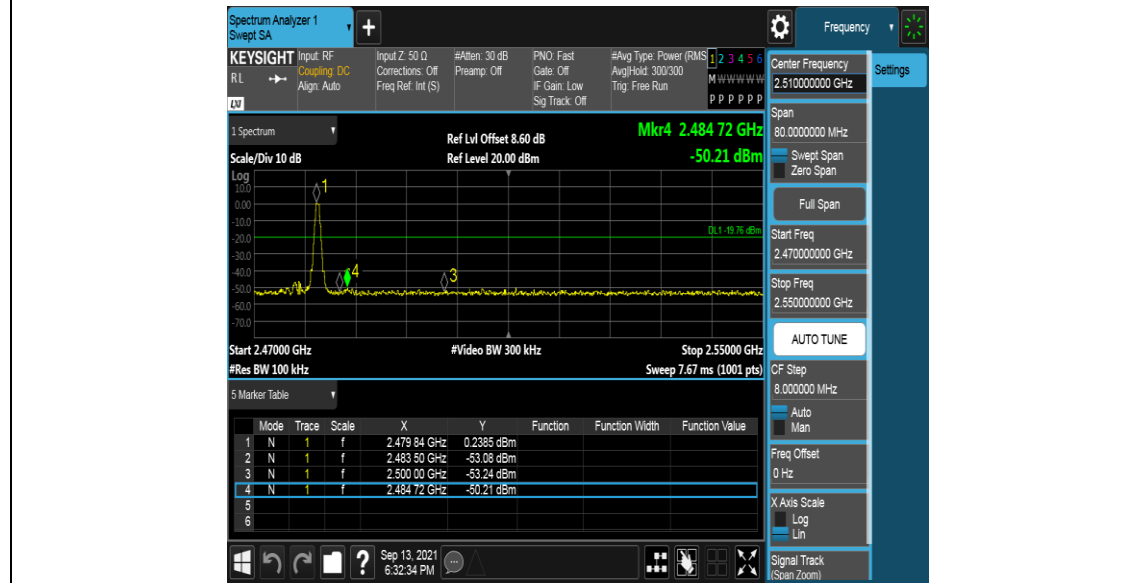 Spectrum Analyzer 1
Swept SA
+
Frequency
KEYSIGHT Input: RF Input Z: 50 Ω #Atten: 30 dB PNO: Fast #Avg Type: Power (RMS 1 2 3 4 5 6
RL Coupling: DC Corrections: Off Preamp: Off Gate: Off Avg|Hold: 300/300 M W W W W W
Align: Auto Freq Ref: Int (S) IF Gain: Low Trig: Free Run
LXI Sig Track: Off P P P P P P
Center Frequency
2.510000000 GHz
Settings
Span
80.0000000 MHz
Swept Span
Zero Span
Full Span
Start Freq
2.470000000 GHz
Stop Freq
2.550000000 GHz
AUTO TUNE
CF Step
8.000000 MHz
Auto
Man
Freq Offset
0 Hz
X Axis Scale
Log
Lin
Signal Track
(Span Zoom)
1 Spectrum
Ref Lvl Offset 8.60 dB
Mkr4 2.484 72 GHz
Scale/Div 10 dB
Ref Level 20.00 dBm
-50.21 dBm
Log
10.0
0.00
-10.0
-20.0
-30.0
-40.0
-50.0
-60.0
-70.0
1
4
3
DL1 -19.76 dBm
Start 2.47000 GHz #Video BW 300 kHz Stop 2.55000 GHz
#Res BW 100 kHz Sweep 7.67 ms (1001 pts)
5 Marker Table
Mode Trace Scale X Y Function Function Width Function Value
1 N 1 f 2.479 84 GHz 0.2385 dBm
2 N 1 f 2.483 50 GHz -53.08 dBm
3 N 1 f 2.500 00 GHz -53.24 dBm
4 N 1 f 2.484 72 GHz -50.21 dBm
5
6
?
Sep 13, 2021
6:32:34 PM